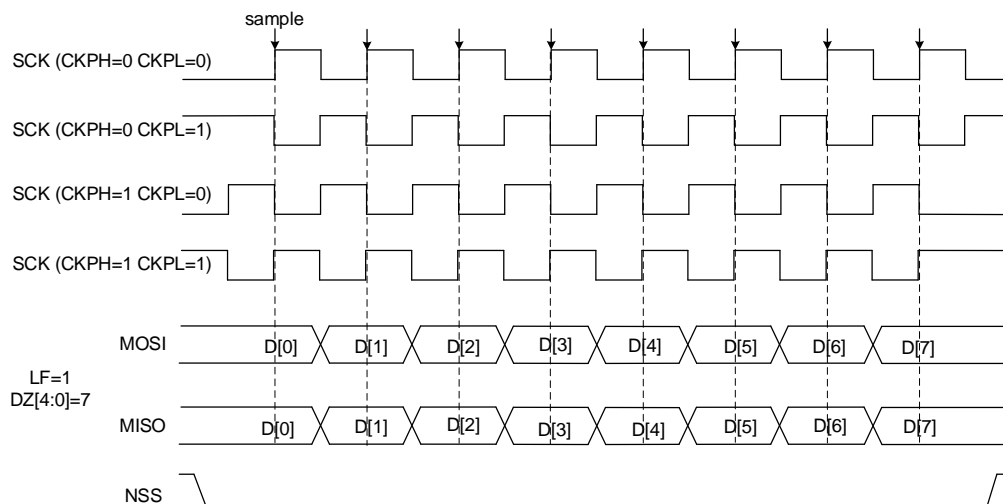 sample
SCK (CKPH=0 CKPL=0)
SCK (CKPH=0 CKPL=1)
SCK (CKPH=1 CKPL=0)
SCK (CKPH=1 CKPL=1)
MOSI D[0] D[1] D[2] D[3] D[4] D[5] D[6] D[7]
LF=1
DZ[4:0]=7
MISO D[0] D[1] D[2] D[3] D[4] D[5] D[6] D[7]
NSS